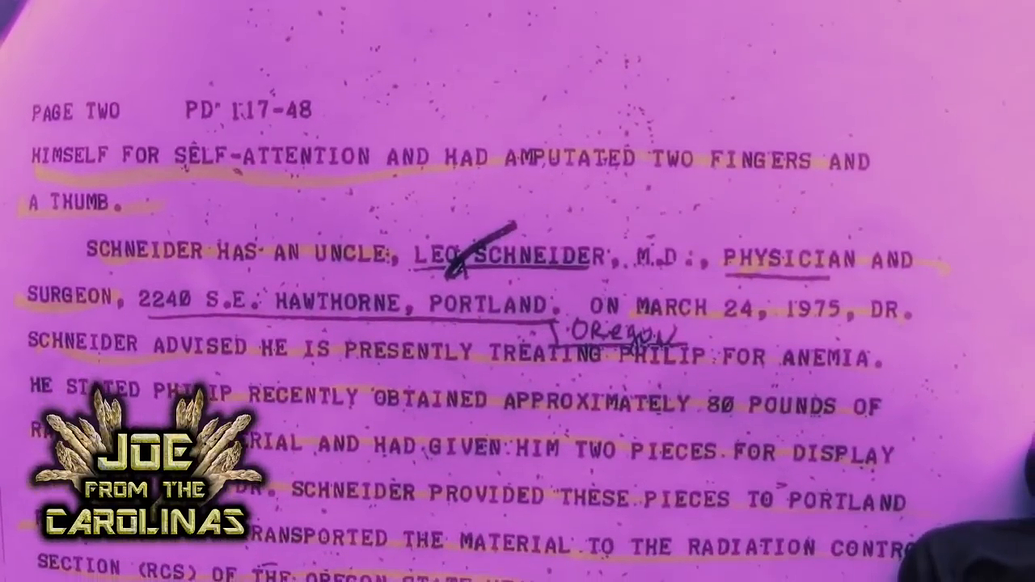 PAGE TWO PD 117-48
HIMSELF FOR SELF-ATTENTION AND HAD AMPUTATED TWO FINGERS AND
A THUMB.
SCHNEIDER HAS AN UNCLE, LEO SCHNEIDER, M.D., PHYSICIAN AND
SURGEON, 2240 S.E. HAWTHORNE, PORTLAND. ON MARCH 24, 1975, DR.
OREGON
SCHNEIDER ADVISED HE IS PRESENTLY TREATING PHILIP FOR ANEMIA.
HE STATED PHILIP RECENTLY OBTAINED APPROXIMATELY 80 POUNDS OF
AND HAD GIVEN HIM TWO PIECES FOR DISPLAY
DR. SCHNEIDER PROVIDED THESE PIECES TO PORTLAND
THE MATERIAL TO THE RADIATION
SECTION (RCS) OF THE OREGON STATE
JOE
FROM THE
CAROLINAS